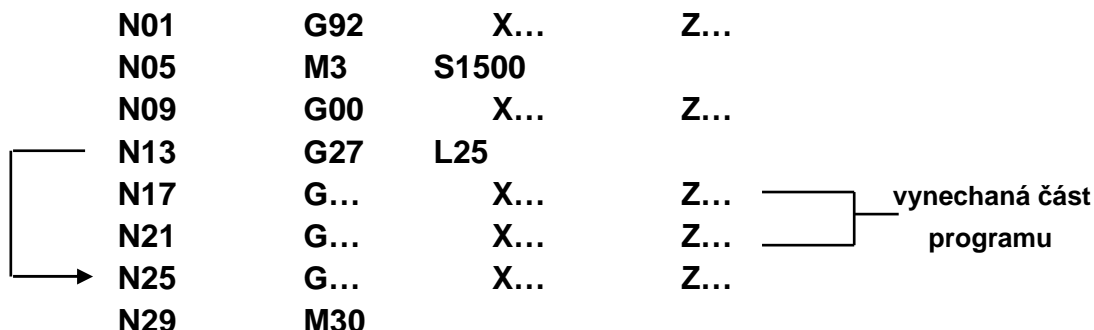 N01 G92 X… Z…
N05 M3 S1500
N09 G00 X… Z…
N13 G27 L25
N17 G… X… Z… vynechaná část
N21 G… X… Z… programu
N25 G… X… Z…
N29 M30